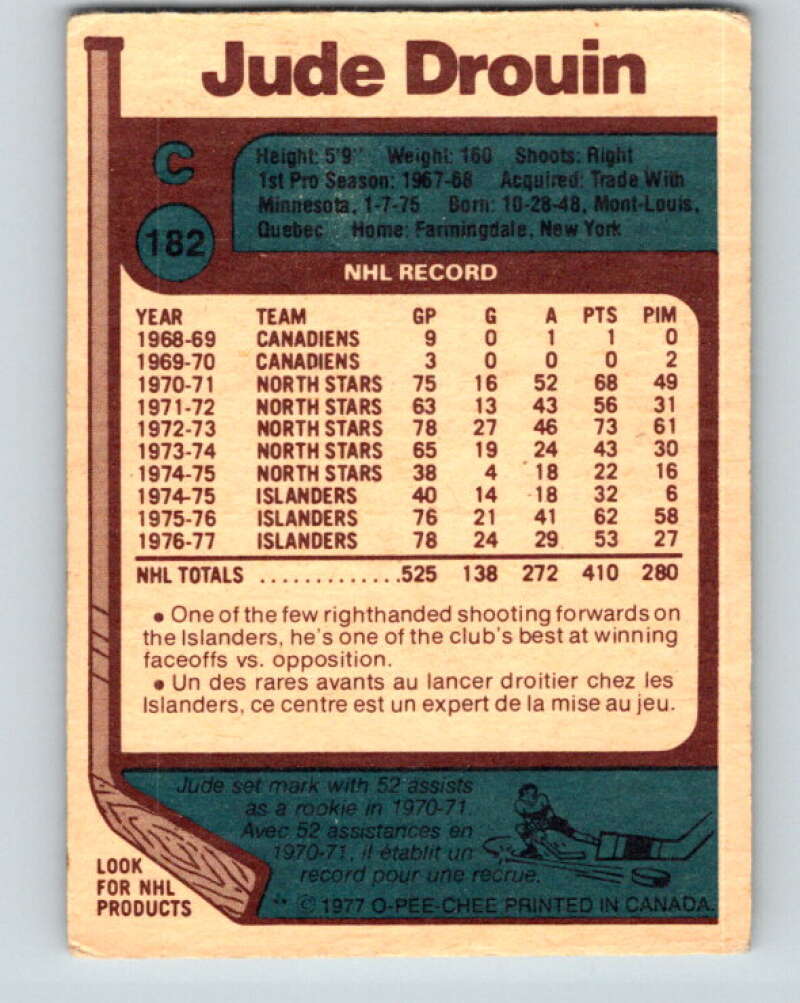 Jude Drouin
C
182
Height: 5'9" Weight: 160 Shoots: Right
1st Pro Season: 1967-68 Acquired: Trade With
Minnesota, 1-7-75 Born: 10-28-48, Mont-Louis,
Quebec Home: Farmingdale, New York
NHL RECORD
YEAR TEAM GP G A PTS PIM
1968-69 CANADIENS 9 0 1 1 0
1969-70 CANADIENS 3 0 0 0 2
1970-71 NORTH STARS 75 16 52 68 49
1971-72 NORTH STARS 63 13 43 56 31
1972-73 NORTH STARS 78 27 46 73 61
1973-74 NORTH STARS 65 19 24 43 30
1974-75 NORTH STARS 38 4 18 22 16
1974-75 ISLANDERS 40 14 18 32 6
1975-76 ISLANDERS 76 21 41 62 58
1976-77 ISLANDERS 78 24 29 53 27
NHL TOTALS .............525 138 272 410 280
• One of the few righthanded shooting forwards on
the Islanders, he's one of the club's best at winning
faceoffs vs. opposition.
• Un des rares avants au lancer droitier chez les
Islanders, ce centre est un expert de la mise au jeu.
Jude set mark with 52 assists
as a rookie in 1970-71.
Avec 52 assistances en
1970-71, il établit un
record pour une recrue.
LOOK
FOR NHL
PRODUCTS
** © 1977 O-PEE-CHEE PRINTED IN CANADA.